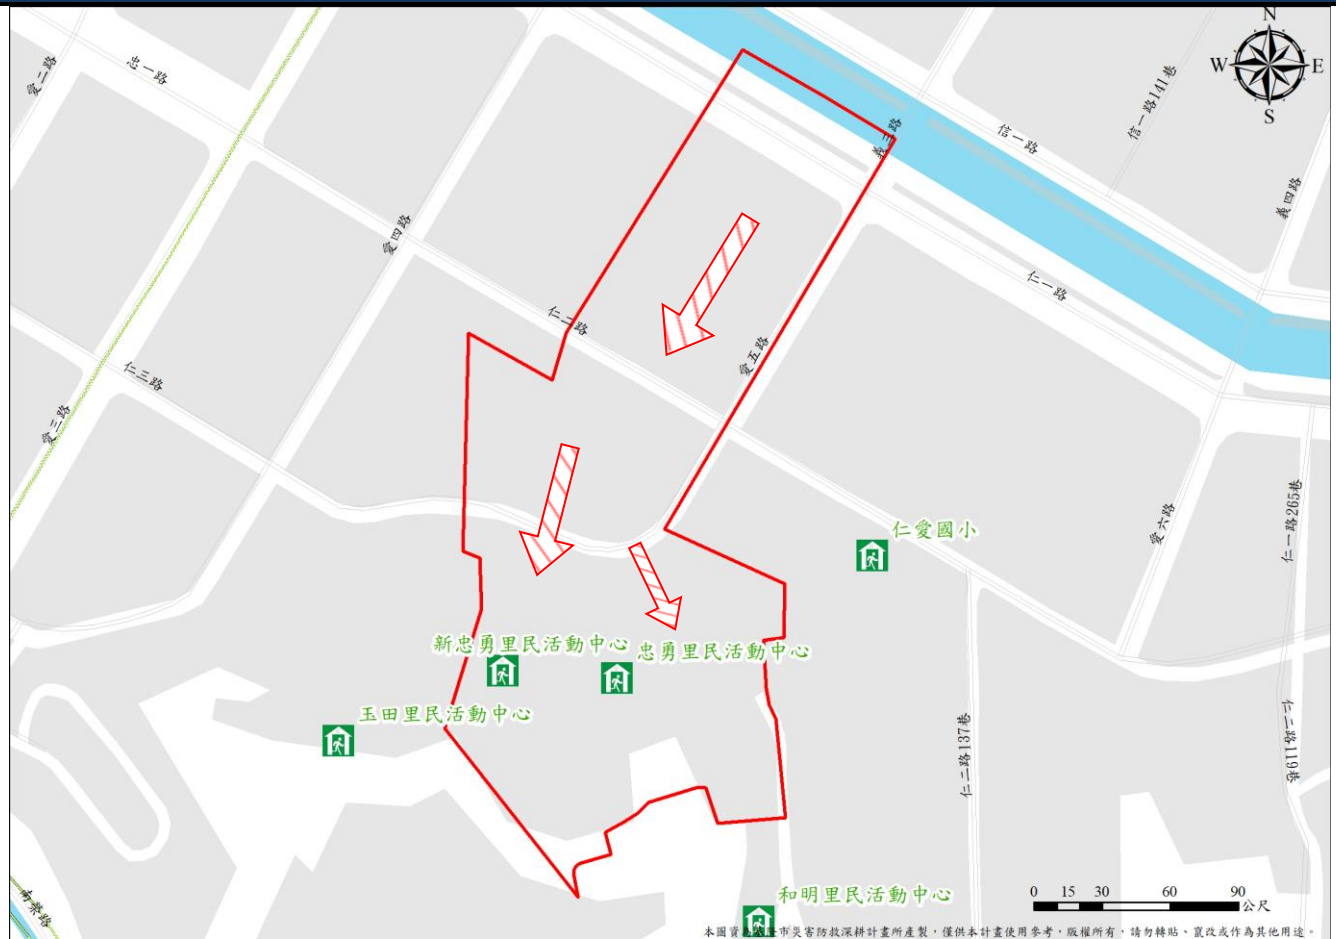 N
W E
S
愛二路
忠一路
義三路
信一路
信一路141巷
義四路
愛四路
仁一路
仁二路
愛五路
仁三路
愛三路
仁一路265巷
愛六路
仁愛國小
新忠勇里民活動中心
忠勇里民活動中心
玉田里民活動中心
仁二路137巷
仁二路119巷
和明里民活動中心
南榮路
0 15 30 60 90
公尺
本圖資 市災害防救深耕計畫所產製，僅供本計畫使用參考，版權所有，請勿轉貼、竄改或作為其他用途。